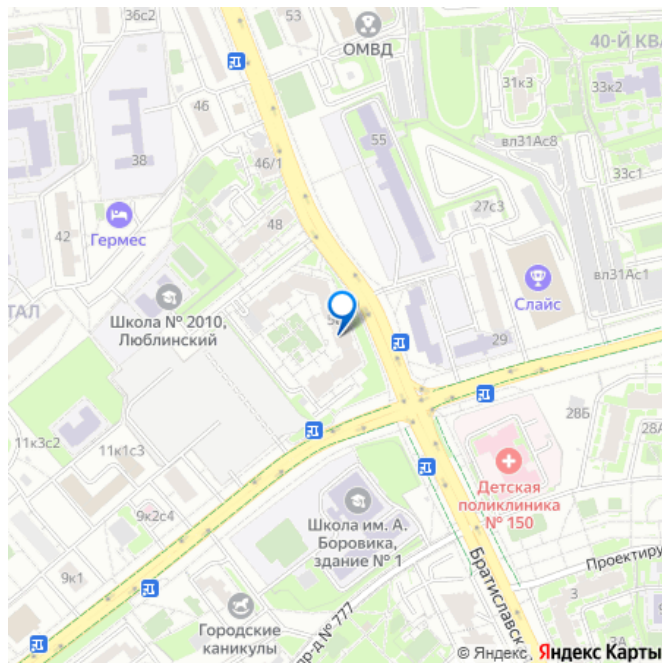 36с2
53
ОМВД
40-Й КВА
31к3
33к2
46
55
вл31Ас8
38
46/1
33с1
27с3
42
Гермес
48
Слайс
вл31Ас1
ТАЛ
Школа № 2010,
Люблинский
29
28Б
28А
11к3с2
11к1с3
Детская
поликлиника
№ 150
9к2с4
Школа им. А.
Боровика,
здание № 1
Проектиру
9к1
Братиславск
3
Городские
каникулы
пр-д № 777
3А
© Яндекс
Яндекс Карты